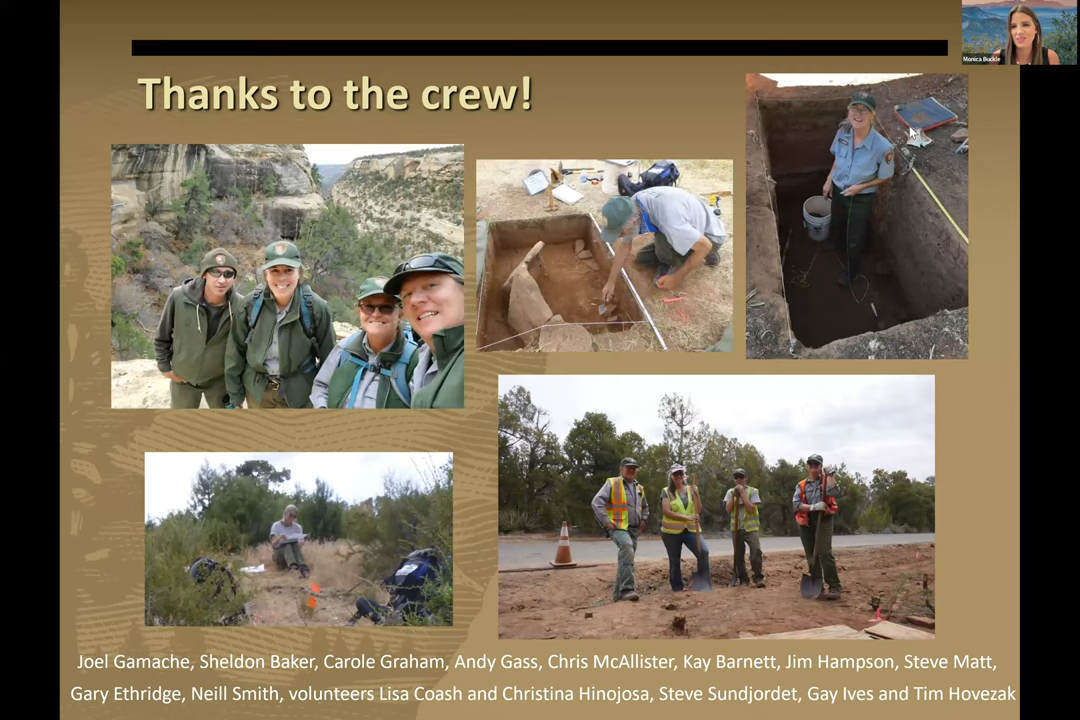 Monica Buckle
Thanks to the crew!
Joel Gamache, Sheldon Baker, Carole Graham, Andy Gass, Chris McAllister, Kay Barnett, Jim Hampson, Steve Matt,
Gary Ethridge, Neill Smith, volunteers Lisa Coash and Christina Hinojosa, Steve Sundjordet, Gay Ives and Tim Hovezak